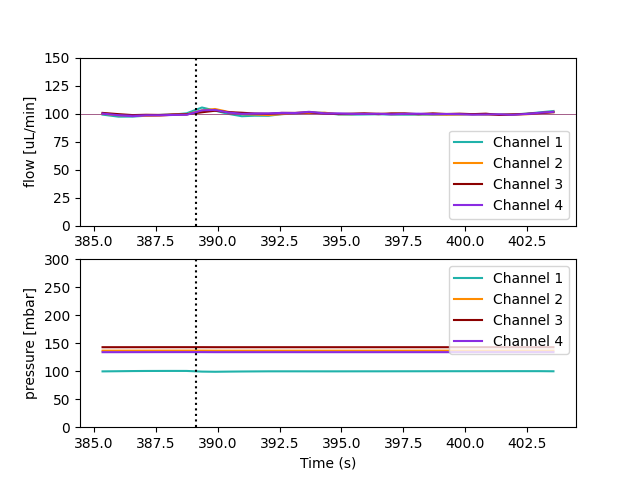 150
125
100
75
50
25
0
flow [uL/min]
Channel 1
Channel 2
Channel 3
Channel 4
385.0 387.5 390.0 392.5 395.0 397.5 400.0 402.5
300
250
200
150
100
50
0
pressure [mbar]
Channel 1
Channel 2
Channel 3
Channel 4
385.0 387.5 390.0 392.5 395.0 397.5 400.0 402.5
Time (s)